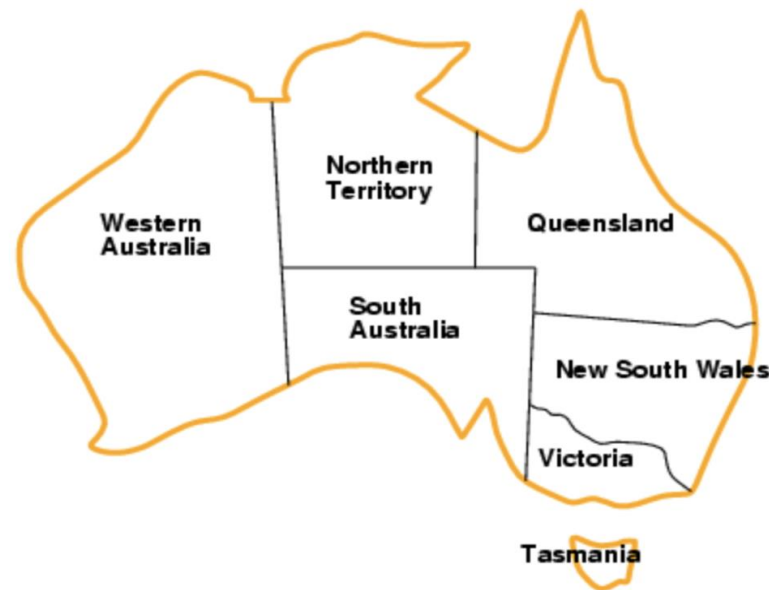 Northern
Territory
Western
Australia
Queensland
South
Australia
New South Wales
Victoria
Tasmania